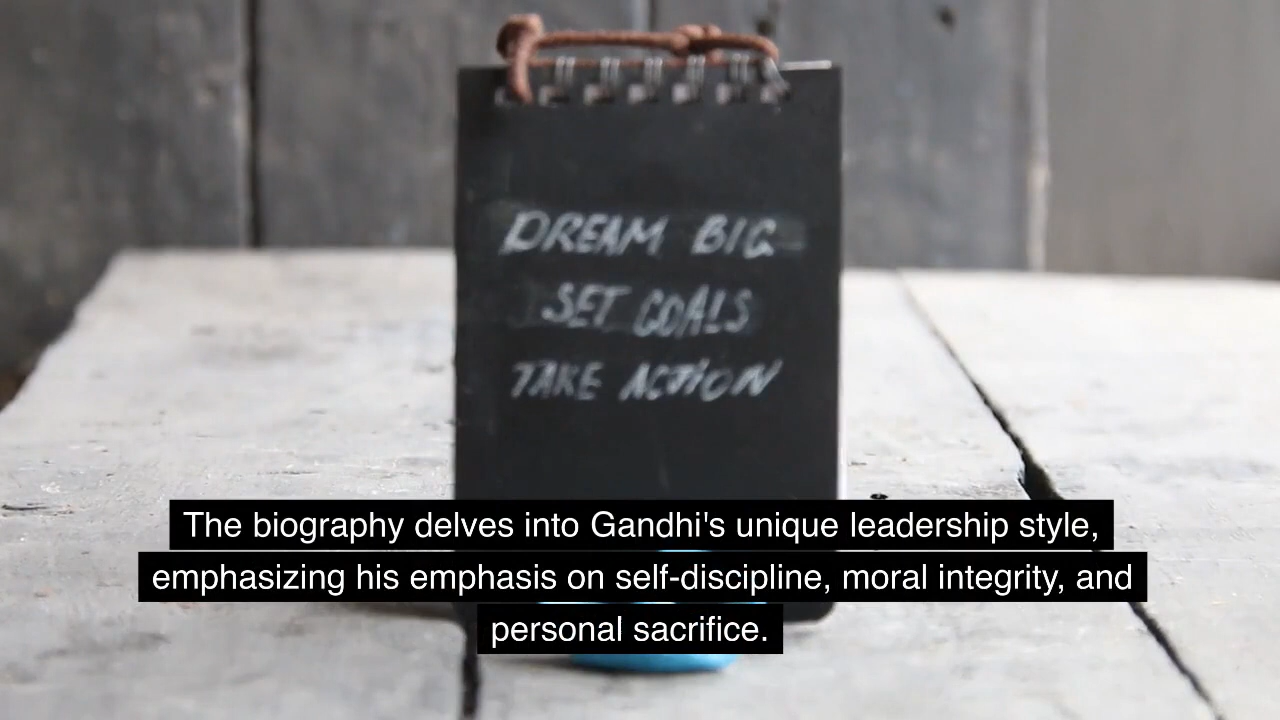 DREAM BIG
SET GOALS
TAKE ACTION
The biography delves into Gandhi's unique leadership style,
emphasizing his emphasis on self-discipline, moral integrity, and
personal sacrifice.